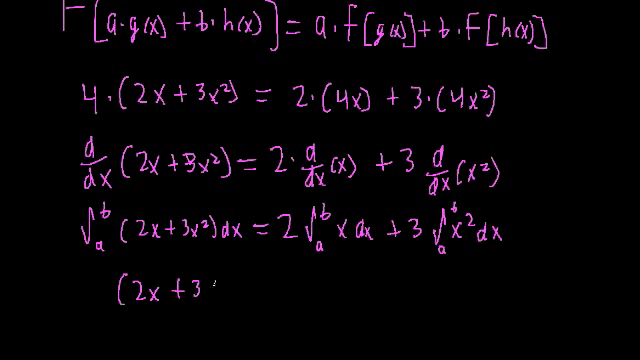 F[a·g(x) + b·h(x)] = a·f[g(x)] + b·F[h(x)]
4·(2x + 3x²) = 2·(4x) + 3·(4x²)
d/dx (2x + 3x²) = 2·d/dx (x) + 3 d/dx (x²)
∫ₐᵇ (2x + 3x²) dx = 2 ∫ₐᵇ x dx + 3 ∫ₐᵇ x² dx
(2x + 3